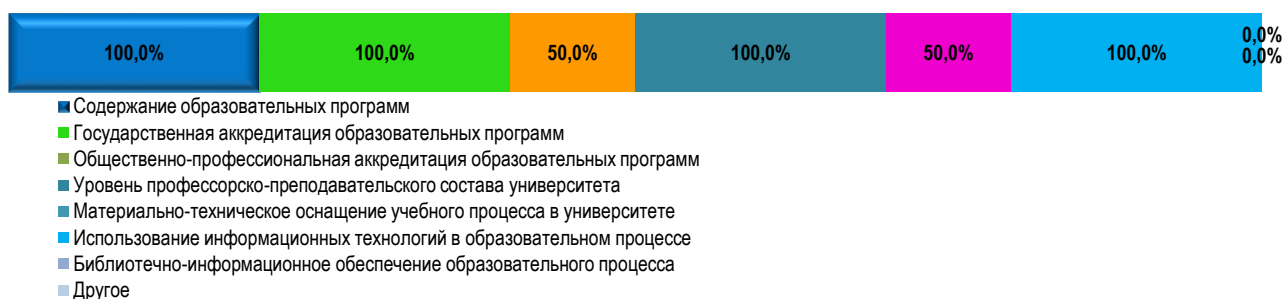 100,0% 100,0% 50,0% 100,0% 50,0% 100,0% 0,0%
0,0%
Содержание образовательных программ
Государственная аккредитация образовательных программ
Общественно-профессиональная аккредитация образовательных программ
Уровень профессорско-преподавательского состава университета
Материально-техническое оснащение учебного процесса в университете
Использование информационных технологий в образовательном процессе
Библиотечно-информационное обеспечение образовательного процесса
Другое